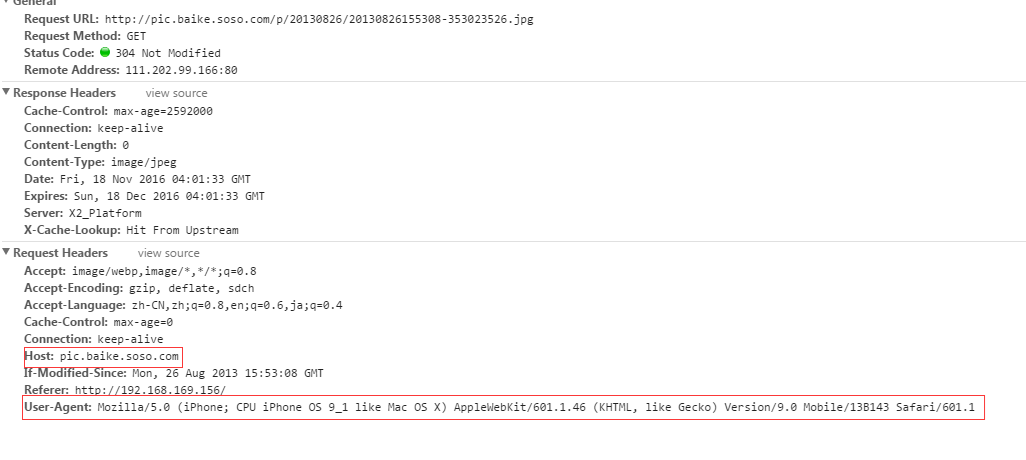 General
Request URL: http://pic.baike.soso.com/p/20130826/20130826155308-353023526.jpg
Request Method: GET
Status Code: 304 Not Modified
Remote Address: 111.202.99.166:80
Response Headers view source
Cache-Control: max-age=2592000
Connection: keep-alive
Content-Length: 0
Content-Type: image/jpeg
Date: Fri, 18 Nov 2016 04:01:33 GMT
Expires: Sun, 18 Dec 2016 04:01:33 GMT
Server: X2_Platform
X-Cache-Lookup: Hit From Upstream
Request Headers view source
Accept: image/webp,image/*,*/*;q=0.8
Accept-Encoding: gzip, deflate, sdch
Accept-Language: zh-CN,zh;q=0.8,en;q=0.6,ja;q=0.4
Cache-Control: max-age=0
Connection: keep-alive
Host: pic.baike.soso.com
If-Modified-Since: Mon, 26 Aug 2013 15:53:08 GMT
Referer: http://192.168.169.156/
User-Agent: Mozilla/5.0 (iPhone; CPU iPhone OS 9_1 like Mac OS X) AppleWebKit/601.1.46 (KHTML, like Gecko) Version/9.0 Mobile/13B143 Safari/601.1